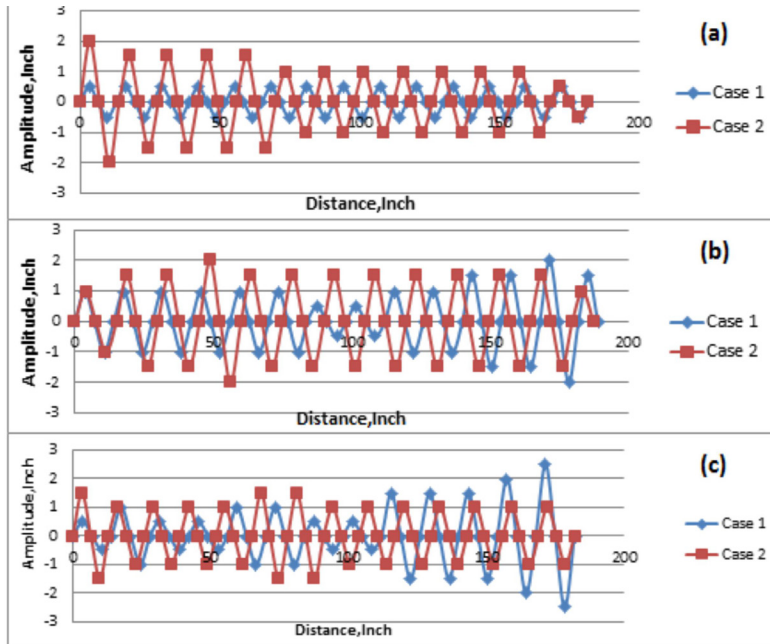 3
2
1
0
-1
-2
-3
0 50 100 150 200
Amplitude,Inch
Distance,Inch
(a)
Case 1
Case 2
3
2
1
0
-1
-2
-3
0 50 100 150 200
Amplitude,Inch
Distance,Inch
(b)
Case 1
Case 2
3
2
1
0
-1
-2
-3
0 50 100 150 200
Amplitude,Inch
Distance,Inch
(c)
Case 1
Case 2